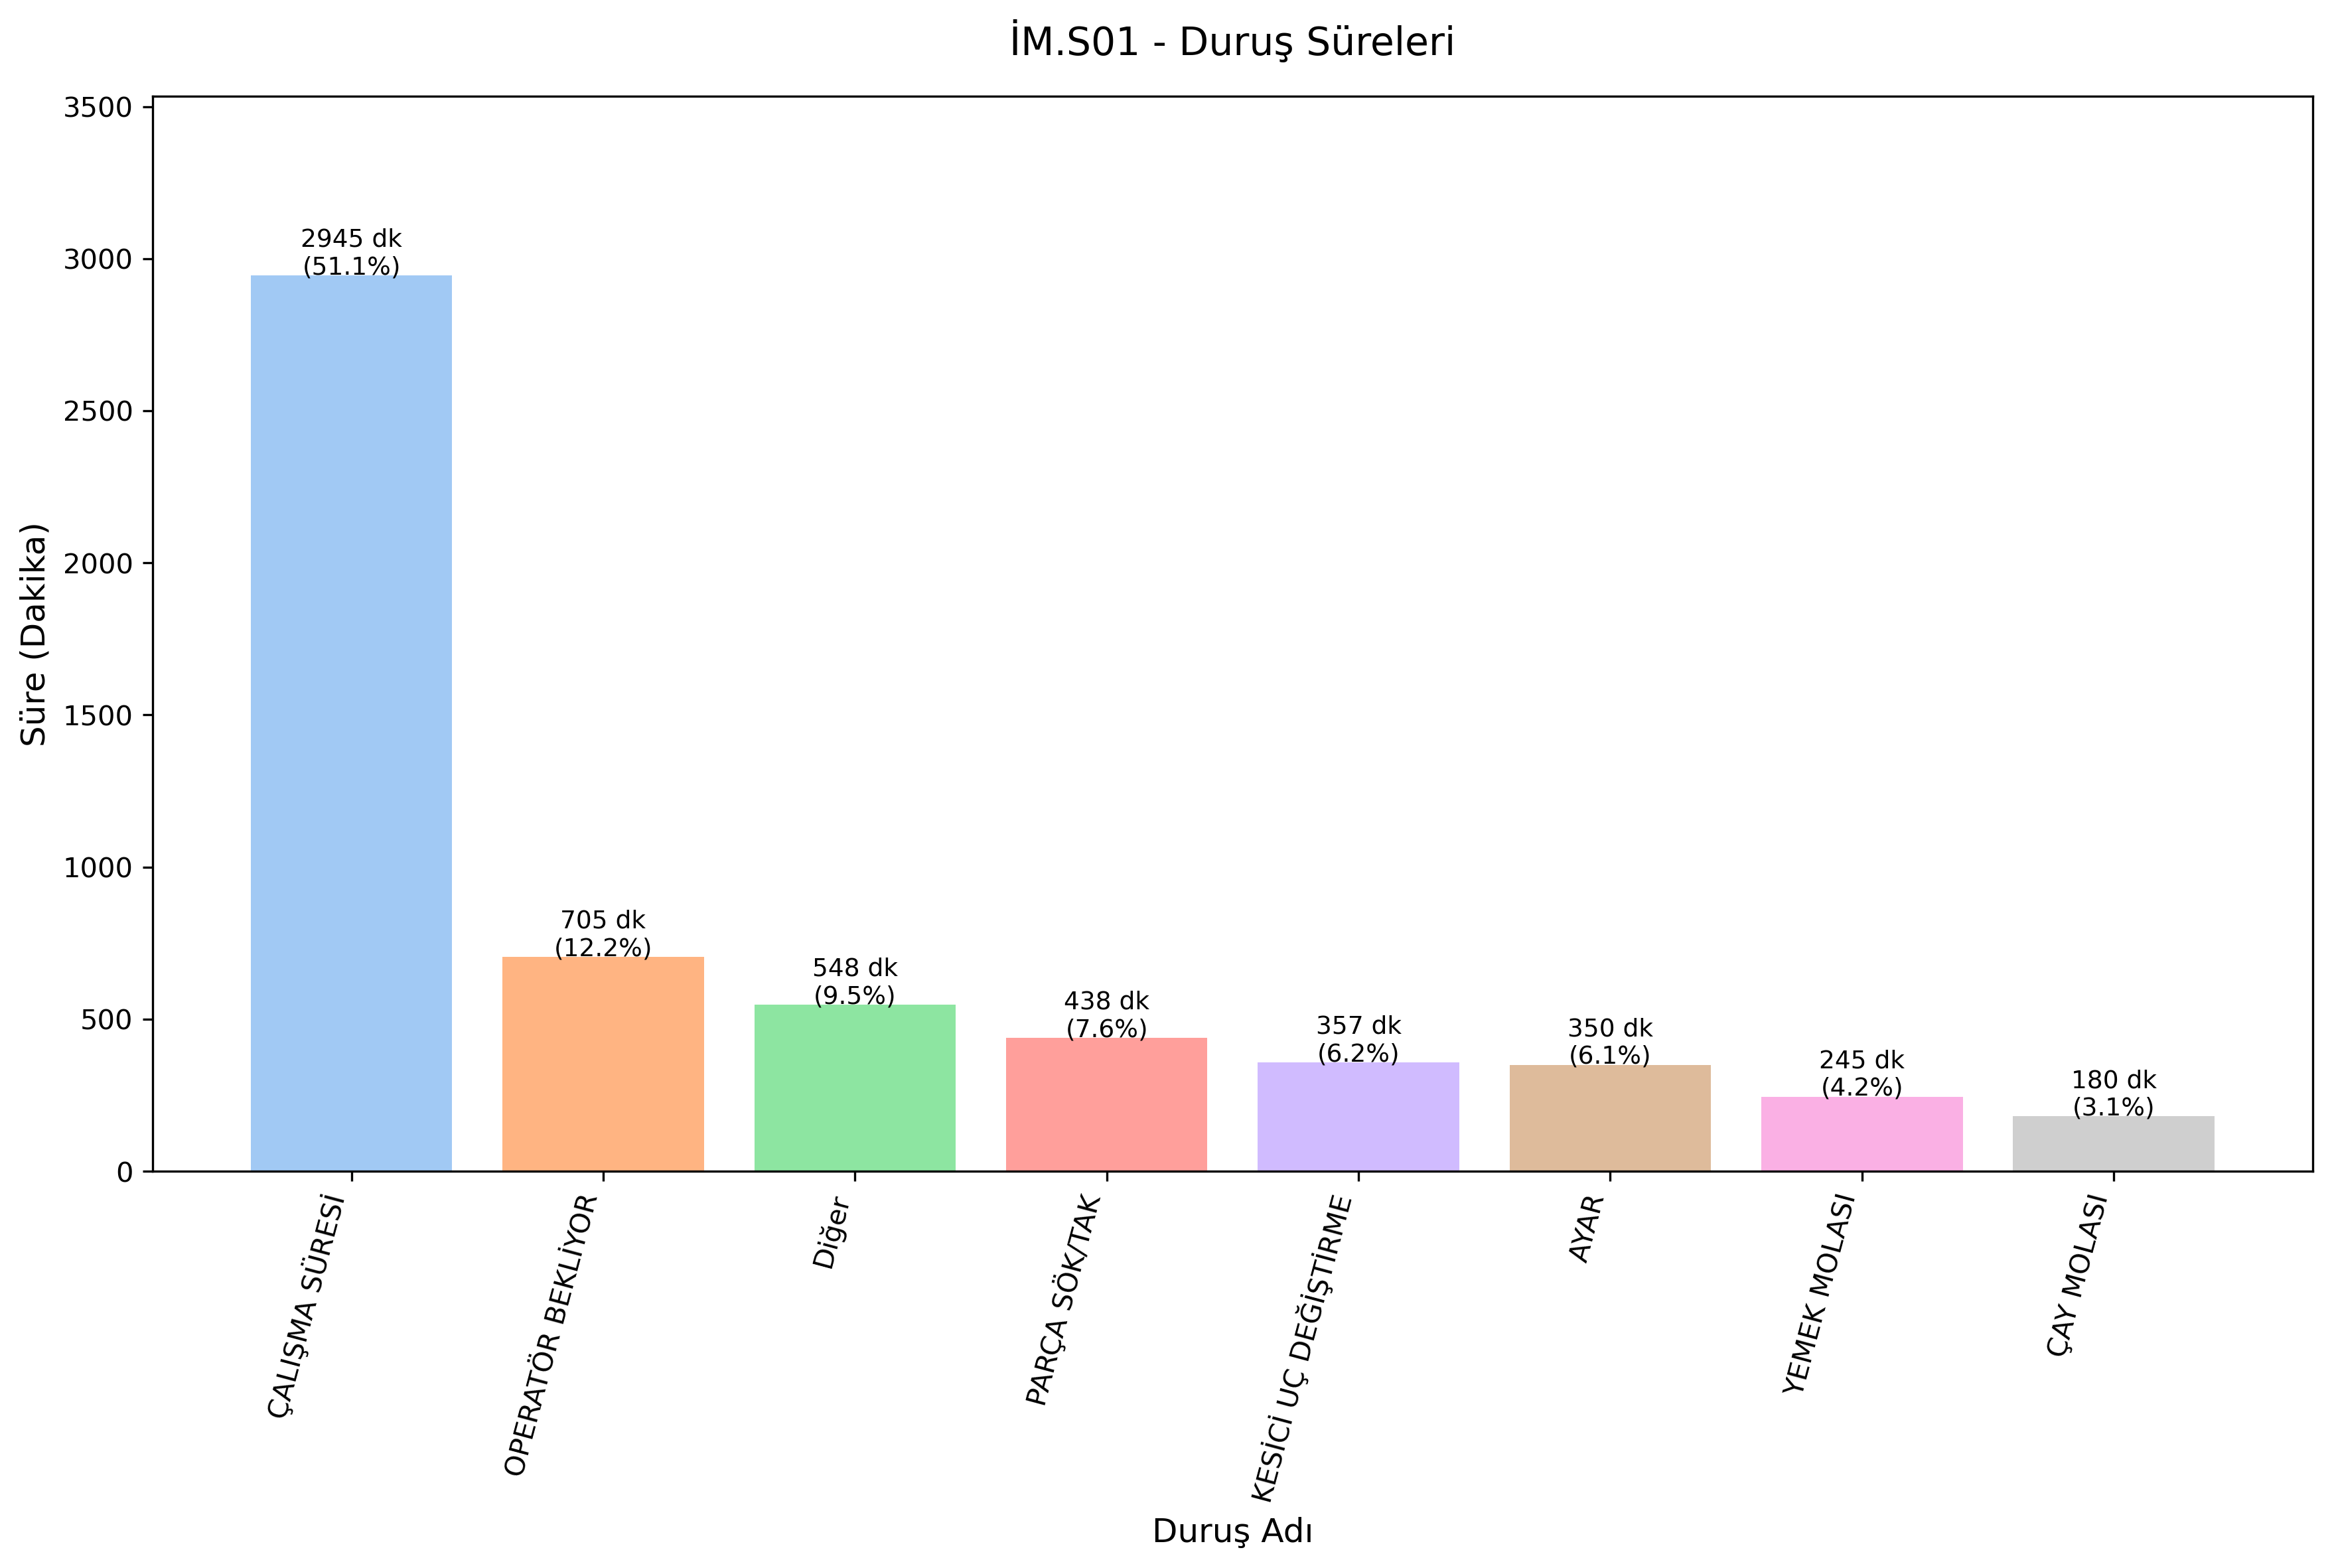 İM.S01 - Duruş Süreleri
Süre (Dakika)
3500
3000
2500
2000
1500
1000
500
0
2945 dk
(51.1%)
705 dk
(12.2%)
548 dk
(9.5%)
438 dk
(7.6%)
357 dk
(6.2%)
350 dk
(6.1%)
245 dk
(4.2%)
180 dk
(3.1%)
ÇALIŞMA SÜRESİ
OPERATÖR BEKLİYOR
Diğer
PARÇA SÖK/TAK
KESİCİ UÇ DEĞİŞTİRME
AYAR
YEMEK MOLASI
ÇAY MOLASI
Duruş Adı